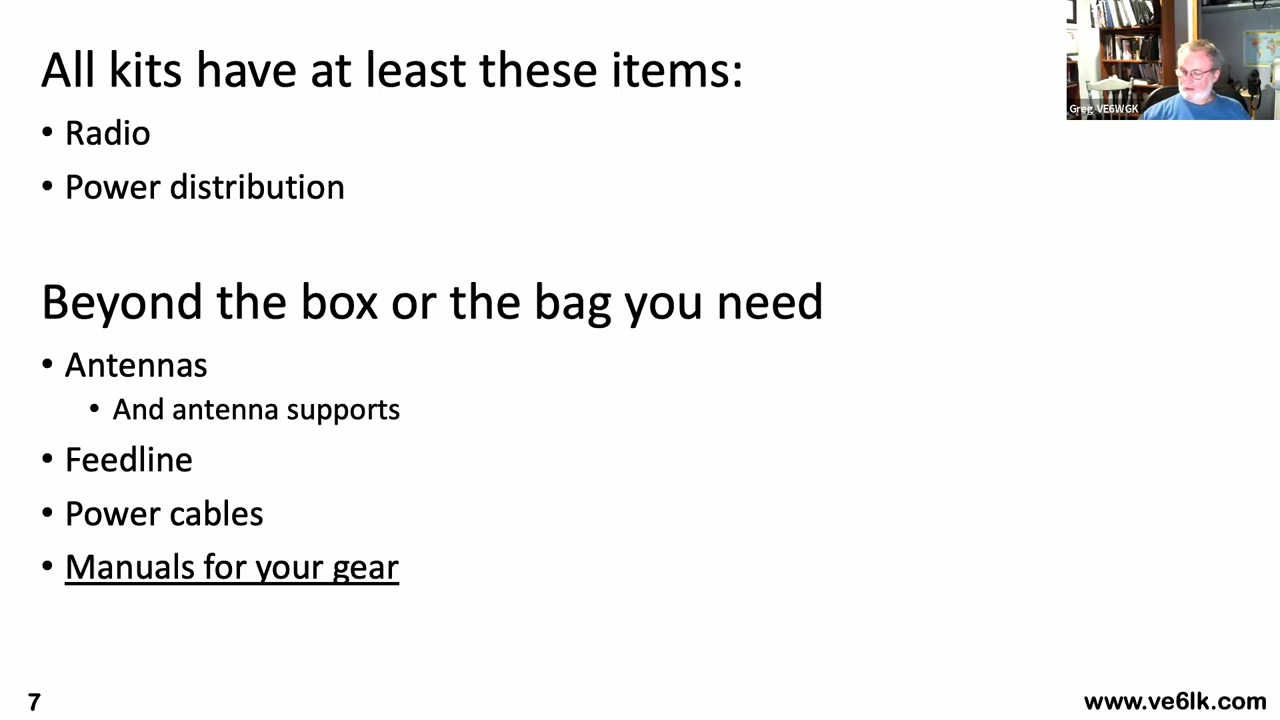 All kits have at least these items:
• Radio
• Power distribution
Beyond the box or the bag you need
• Antennas
• And antenna supports
• Feedline
• Power cables
• Manuals for your gear
Greg VE6WGK
7
www.ve6lk.com